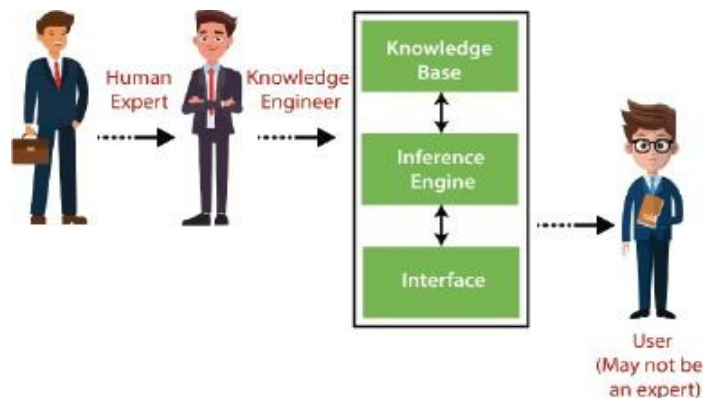 Human
Expert
Knowledge
Engineer
Knowledge
Base
Inference
Engine
Interface
User
(May not be
an expert)